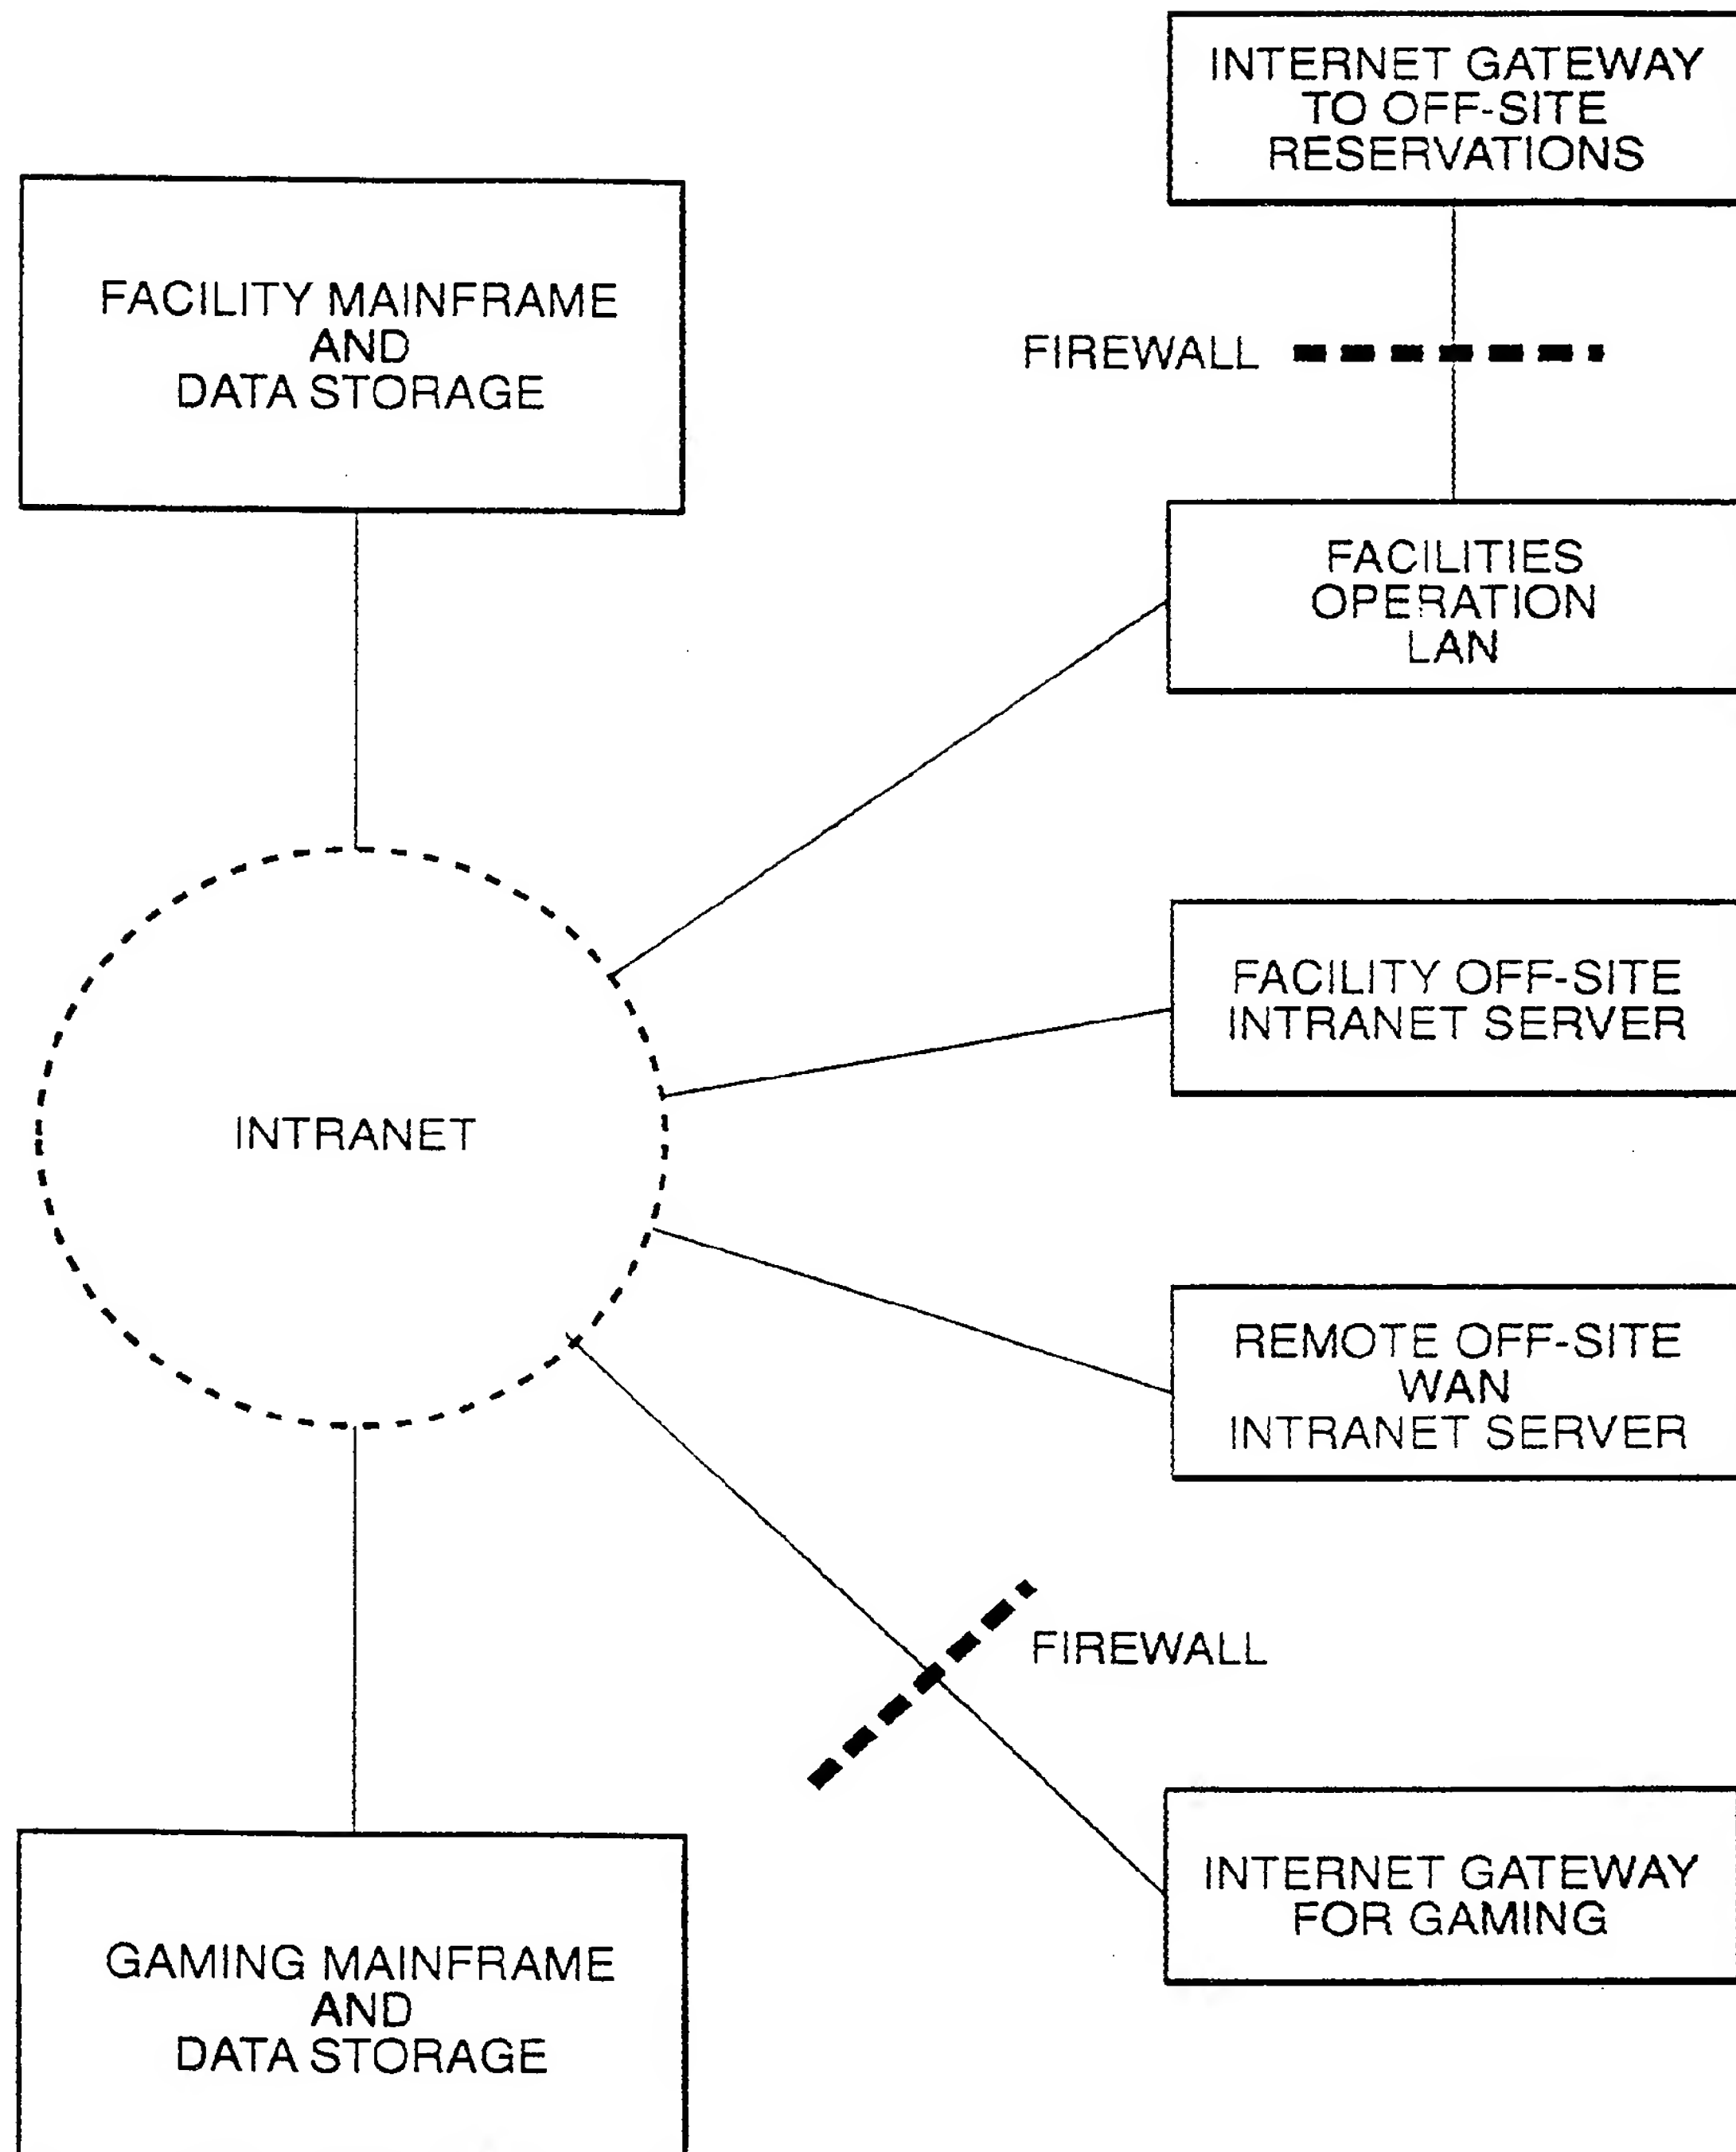 INTERNET GATEWAY
TO OFF-SITE
RESERVATIONS
FACILITY MAINFRAME
AND
DATA STORAGE
FIREWALL
FACILITIES
OPERATION
LAN
FACILITY OFF-SITE
INTRANET SERVER
INTRANET
REMOTE OFF-SITE
WAN
INTRANET SERVER
FIREWALL
INTERNET GATEWAY
FOR GAMING
GAMING MAINFRAME
AND
DATA STORAGE